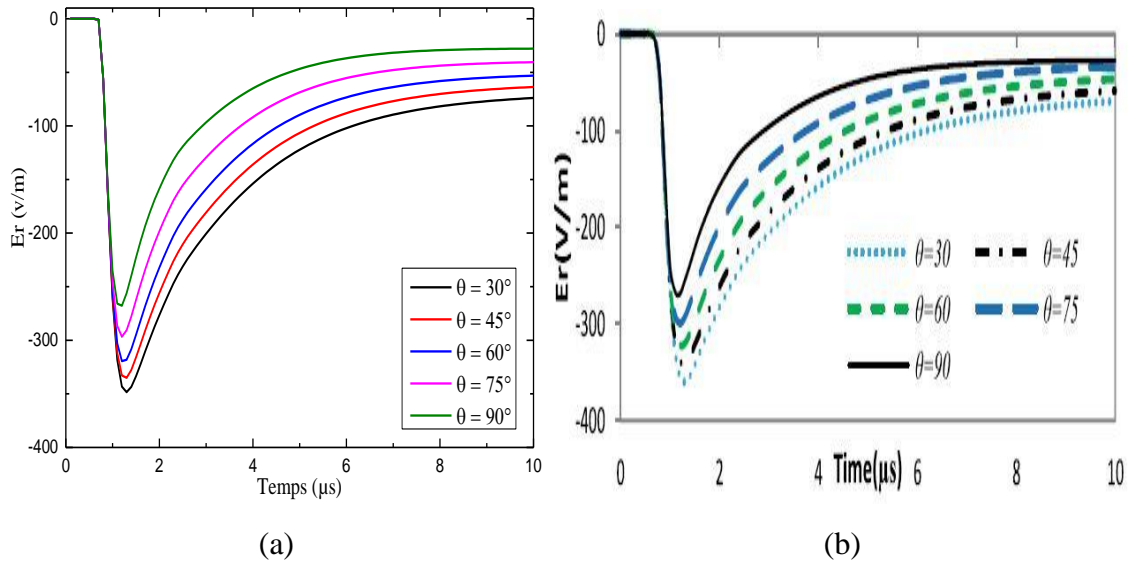 0
-100
-200
-300
-400
Er (v/m)
θ = 30°
θ = 45°
θ = 60°
θ = 75°
θ = 90°
0 2 4 6 8 10
Temps (µs)
(a)
0
-100
-200
-300
-400
Er(V/m)
θ=30 θ=45
θ=60 θ=75
θ=90
0 2 4 6 8 10
Time(µs)
(b)